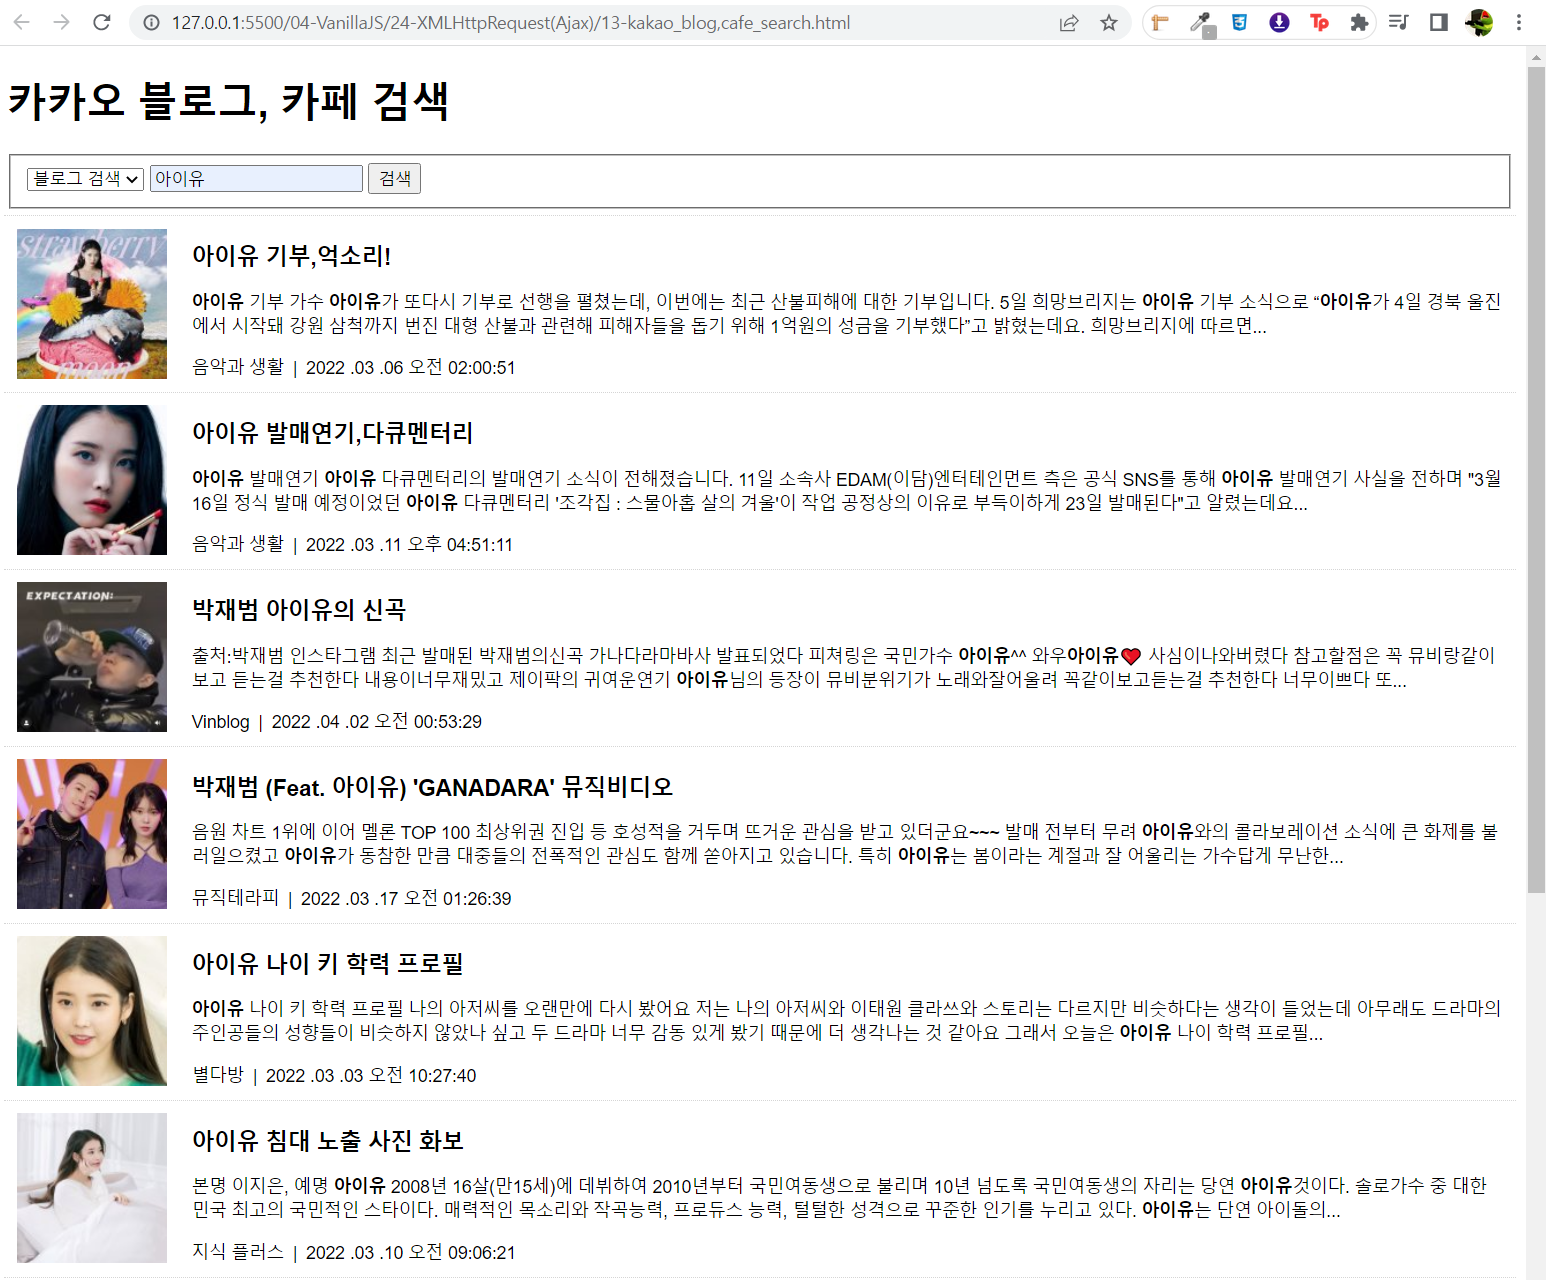 127.0.0.1:5500/04-VanillaJS/24-XMLHttpRequest(Ajax)/13-kakao_blog,cafe_search.html
Tp
카카오 블로그, 카페 검색
블로그 검색 아이유 검색
strawberry
moon
아이유 기부,억소리!
아이유 기부 가수 아이유가 또다시 기부로 선행을 펼쳤는데, 이번에는 최근 산불피해에 대한 기부입니다. 5일 희망브리지는 아이유 기부 소식으로 “아이유가 4일 경북 울진
에서 시작돼 강원 삼척까지 번진 대형 산불과 관련해 피해자들을 돕기 위해 1억원의 성금을 기부했다”고 밝혔는데요. 희망브리지에 따르면...
음악과 생활 | 2022 .03 .06 오전 02:00:51
아이유 발매연기,다큐멘터리
아이유 발매연기 아이유 다큐멘터리의 발매연기 소식이 전해졌습니다. 11일 소속사 EDAM(이담)엔터테인먼트 측은 공식 SNS를 통해 아이유 발매연기 사실을 전하며 "3월
16일 정식 발매 예정이었던 아이유 다큐멘터리 '조각집 : 스물아홉 살의 겨울'이 작업 공정상의 이유로 부득이하게 23일 발매된다"고 알렸는데요...
음악과 생활 | 2022 .03 .11 오후 04:51:11
EXPECTATION:
박재범 아이유의 신곡
출처:박재범 인스타그램 최근 발매된 박재범의신곡 가나다라마바사 발표되었다 피쳐링은 국민가수 아이유^^ 와우아이유❤ 사심이나와버렸다 참고할점은 꼭 뮤비랑같이
보고 듣는걸 추천한다 내용이너무재밌고 제이팍의 귀여운연기 아이유님의 등장이 뮤비분위기가 노래와잘어울려 꼭같이보고듣는걸 추천한다 너무이쁘다 또...
Vinblog | 2022 .04 .02 오전 00:53:29
박재범 (Feat. 아이유) 'GANADARA' 뮤직비디오
음원 차트 1위에 이어 멜론 TOP 100 최상위권 진입 등 호성적을 거두며 뜨거운 관심을 받고 있더군요~~~ 발매 전부터 무려 아이유와의 콜라보레이션 소식에 큰 화제를 불
러일으켰고 아이유가 동참한 만큼 대중들의 전폭적인 관심도 함께 쏟아지고 있습니다. 특히 아이유는 봄이라는 계절과 잘 어울리는 가수답게 무난한...
뮤직테라피 | 2022 .03 .17 오전 01:26:39
아이유 나이 키 학력 프로필
아이유 나이 키 학력 프로필 나의 아저씨를 오랜만에 다시 봤어요 저는 나의 아저씨와 이태원 클라쓰와 스토리는 다르지만 비슷하다는 생각이 들었는데 아무래도 드라마의
주인공들의 성향들이 비슷하지 않았나 싶고 두 드라마 너무 감동 있게 봤기 때문에 더 생각나는 것 같아요 그래서 오늘은 아이유 나이 학력 프로필...
별다방 | 2022 .03 .03 오전 10:27:40
아이유 침대 노출 사진 화보
본명 이지은, 예명 아이유 2008년 16살(만15세)에 데뷔하여 2010년부터 국민여동생으로 불리며 10년 넘도록 국민여동생의 자리는 당연 아이유것이다. 솔로가수 중 대한
민국 최고의 국민적인 스타이다. 매력적인 목소리와 작곡능력, 프로듀스 능력, 털털한 성격으로 꾸준한 인기를 누리고 있다. 아이유는 단연 아이돌의...
지식 플러스 | 2022 .03 .10 오전 09:06:21